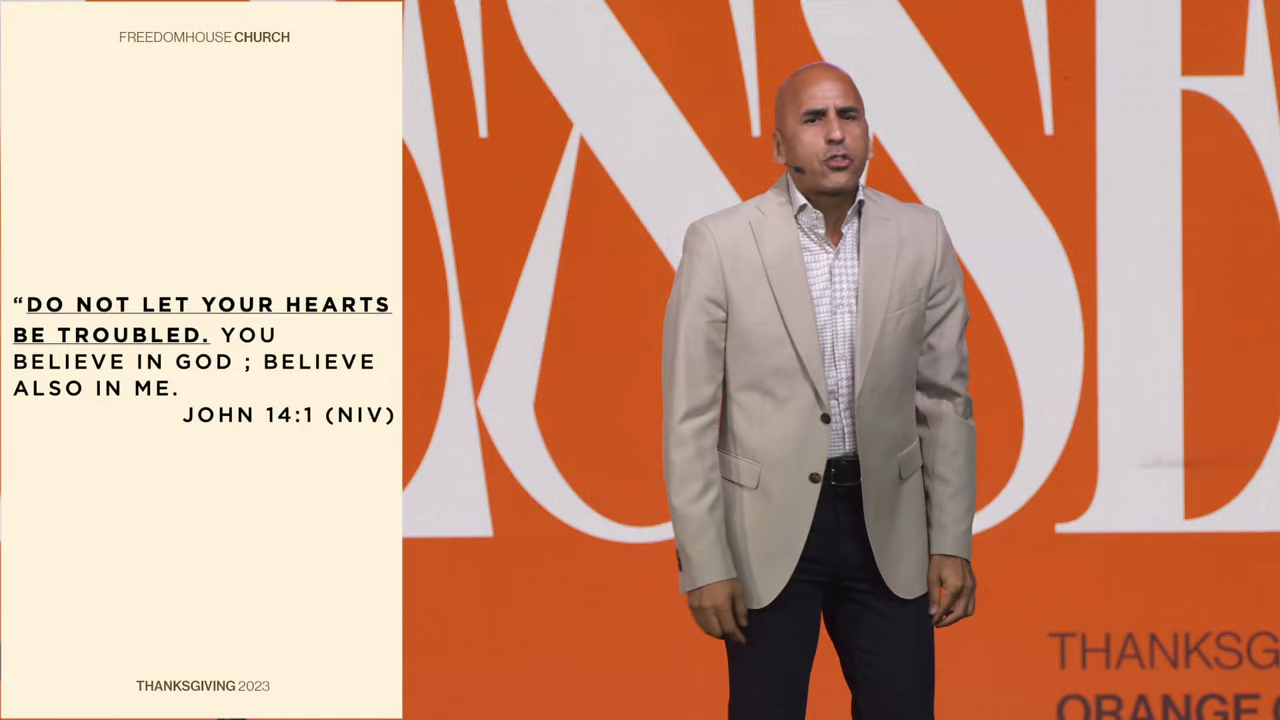 FREEDOMHOUSE CHURCH
“DO NOT LET YOUR HEARTS
BE TROUBLED. YOU
BELIEVE IN GOD ; BELIEVE
ALSO IN ME.
JOHN 14:1 (NIV)
THANKSGIVING 2023
THANKSG
ORANGE